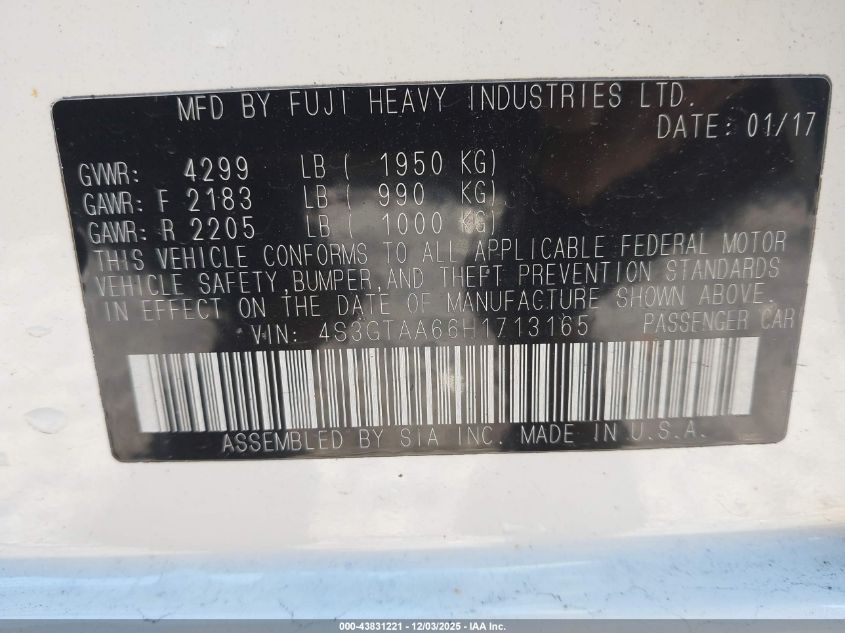 MFD BY FUJI HEAVY INDUSTRIES LTD.
DATE: 01/17
GVWR: 4299 LB ( 1950 KG)
GAWR: F 2183 LB ( 990 KG)
GAWR: R 2205 LB ( 1000 KG)
THIS VEHICLE CONFORMS TO ALL APPLICABLE FEDERAL MOTOR
VEHICLE SAFETY,BUMPER,AND THEFT PREVENTION STANDARDS
IN EFFECT ON THE DATE OF MANUFACTURE SHOWN ABOVE.
VIN: 4S3GTAA66H1713165 PASSENGER CAR
ASSEMBLED BY SIA INC. MADE IN U.S.A.
000-43831221 - 12/03/2025 - IAA, Inc.